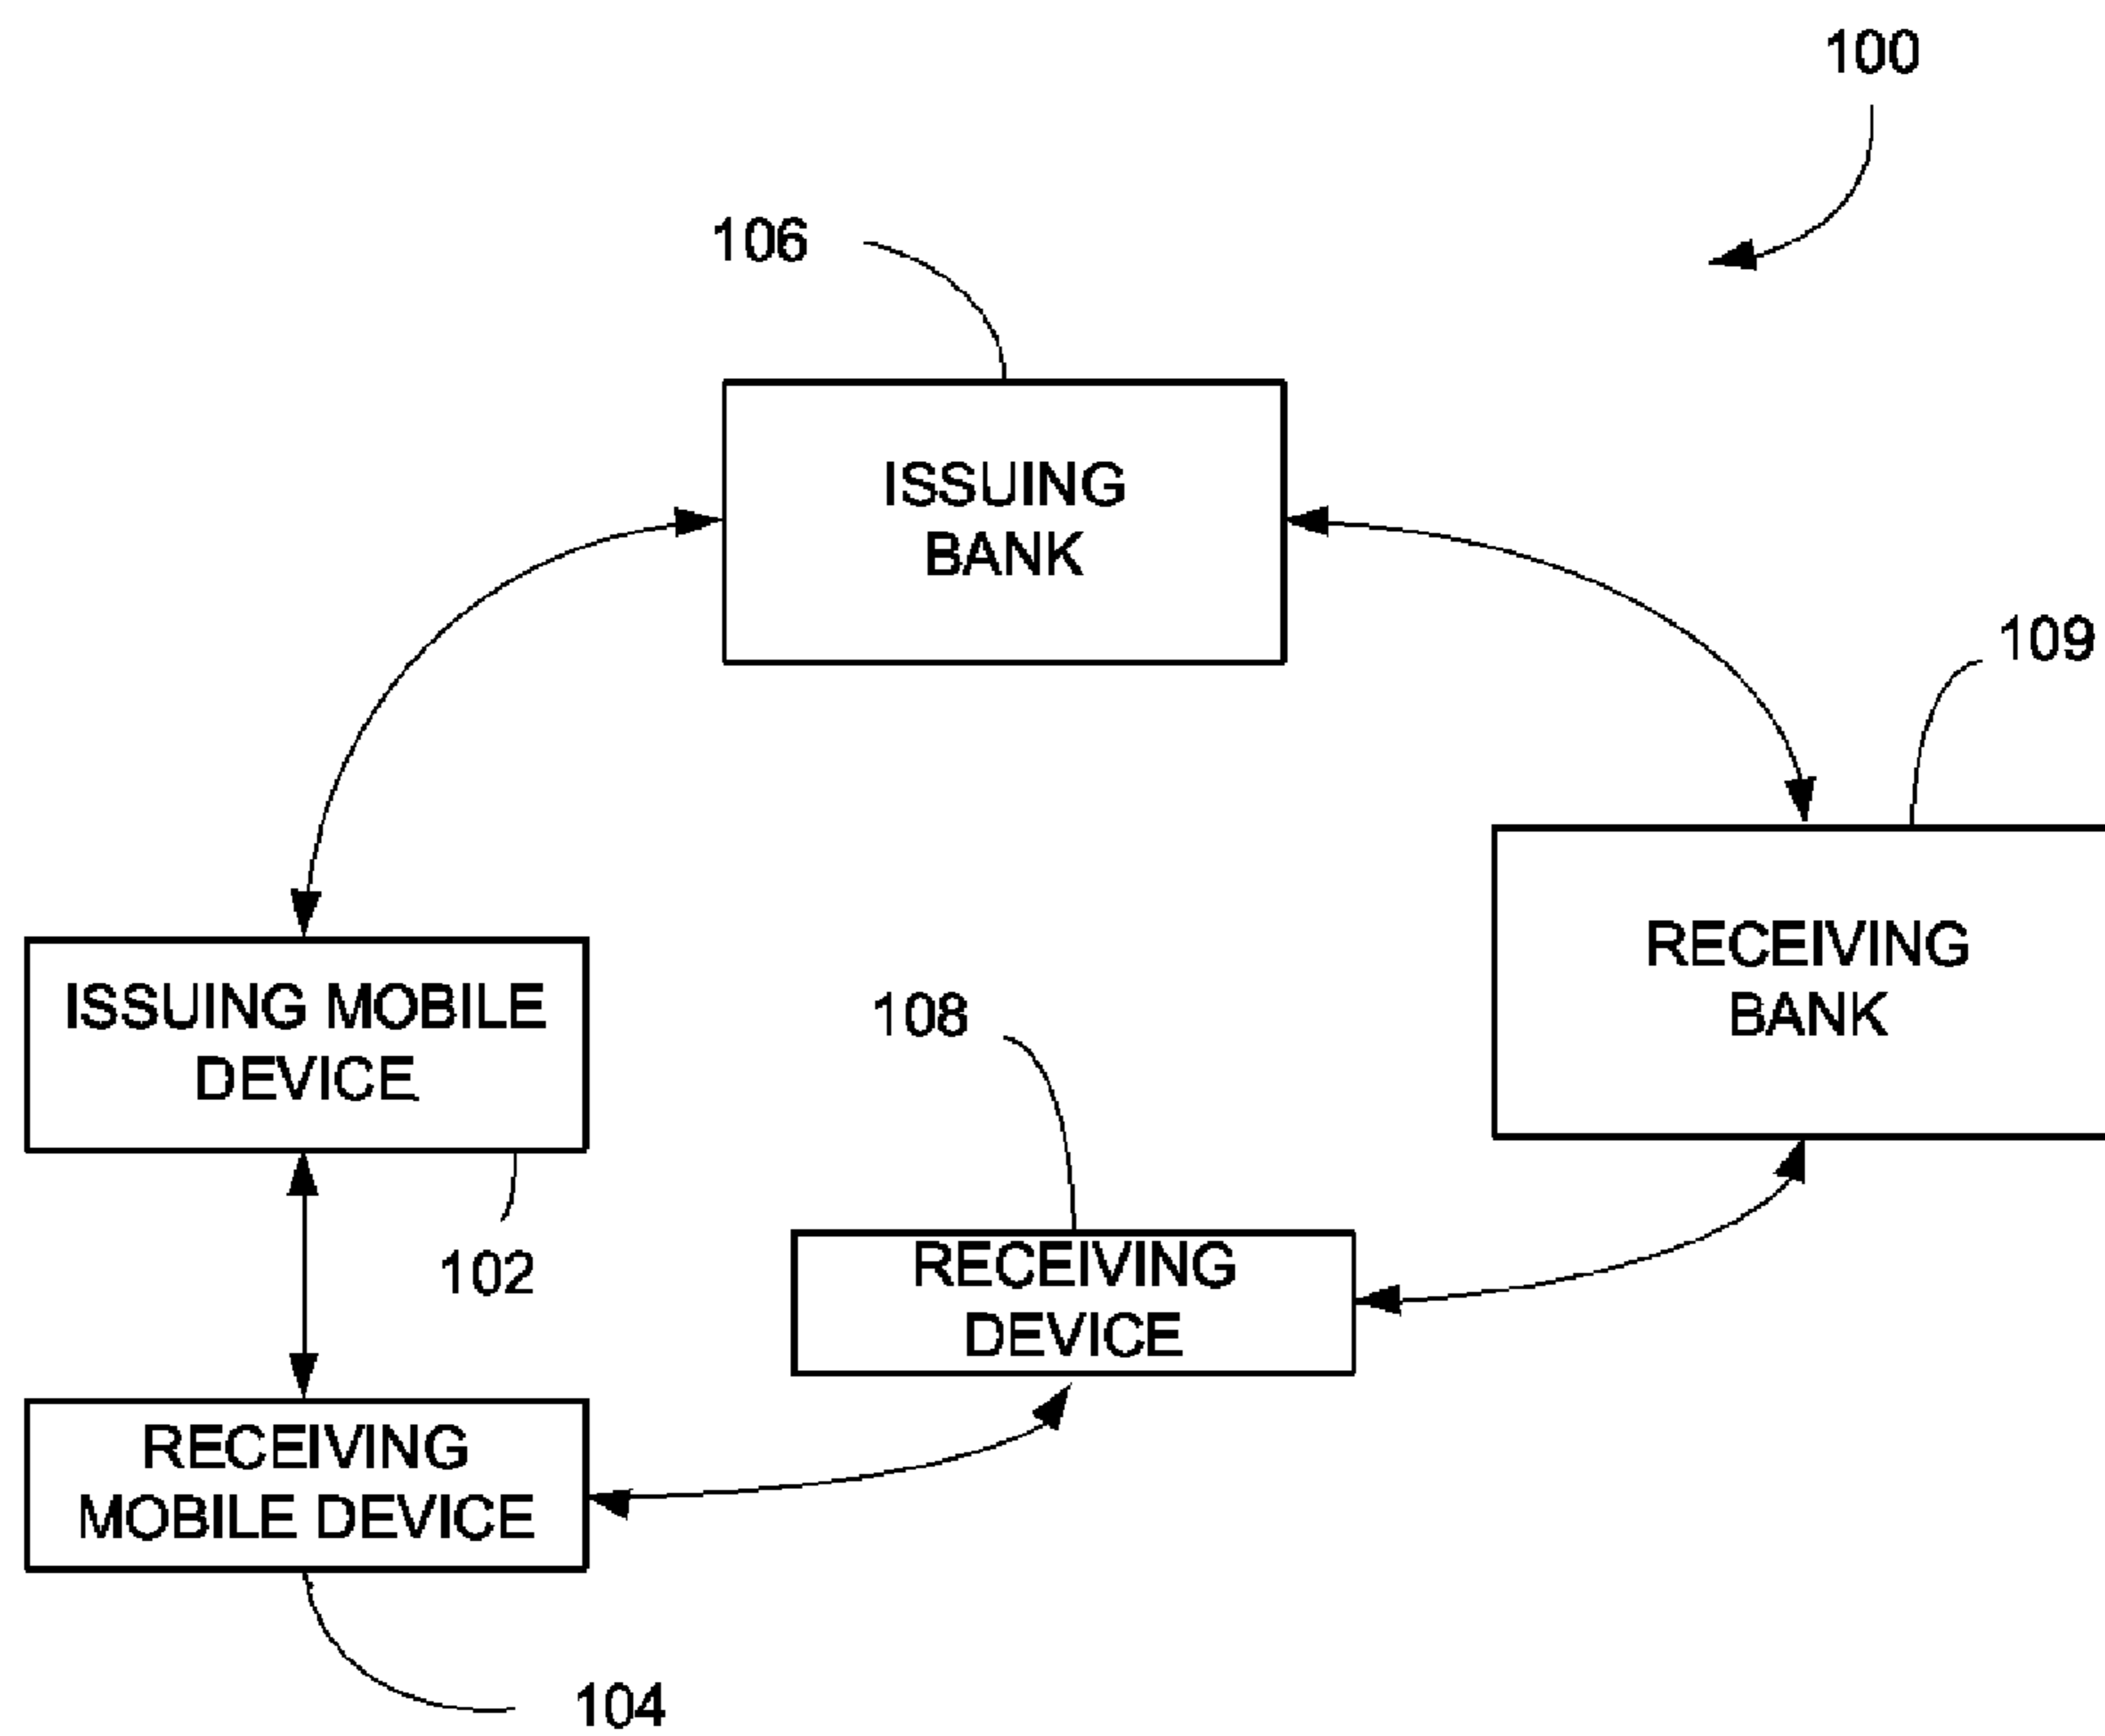 100
106
ISSUING
BANK
109
RECEIVING
BANK
ISSUING MOBILE
DEVICE
108
102
RECEIVING
DEVICE
RECEIVING
MOBILE DEVICE
104